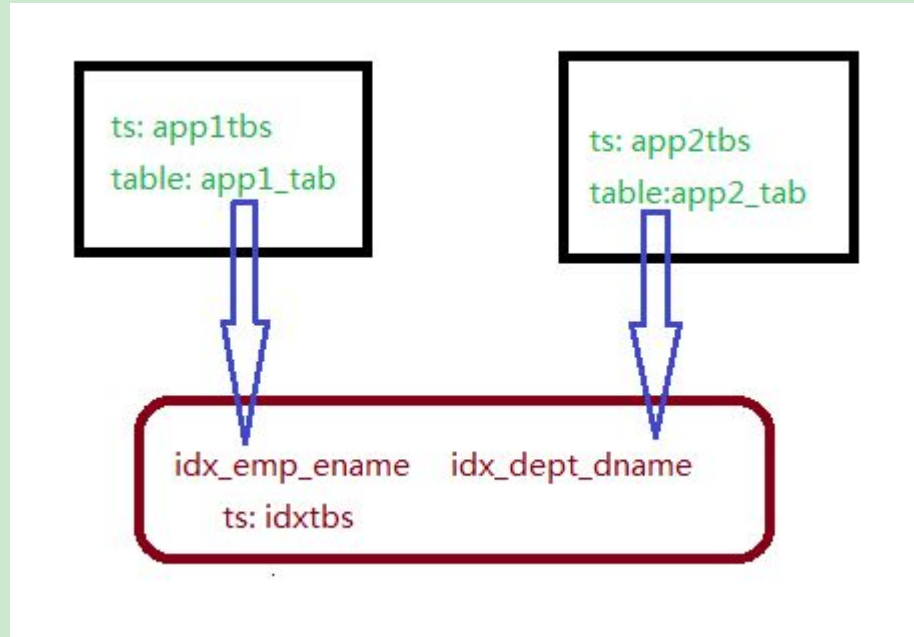 ts: app1tbs
table: app1_tab
ts: app2tbs
table:app2_tab
idx_emp_ename idx_dept_dname
ts: idxtbs